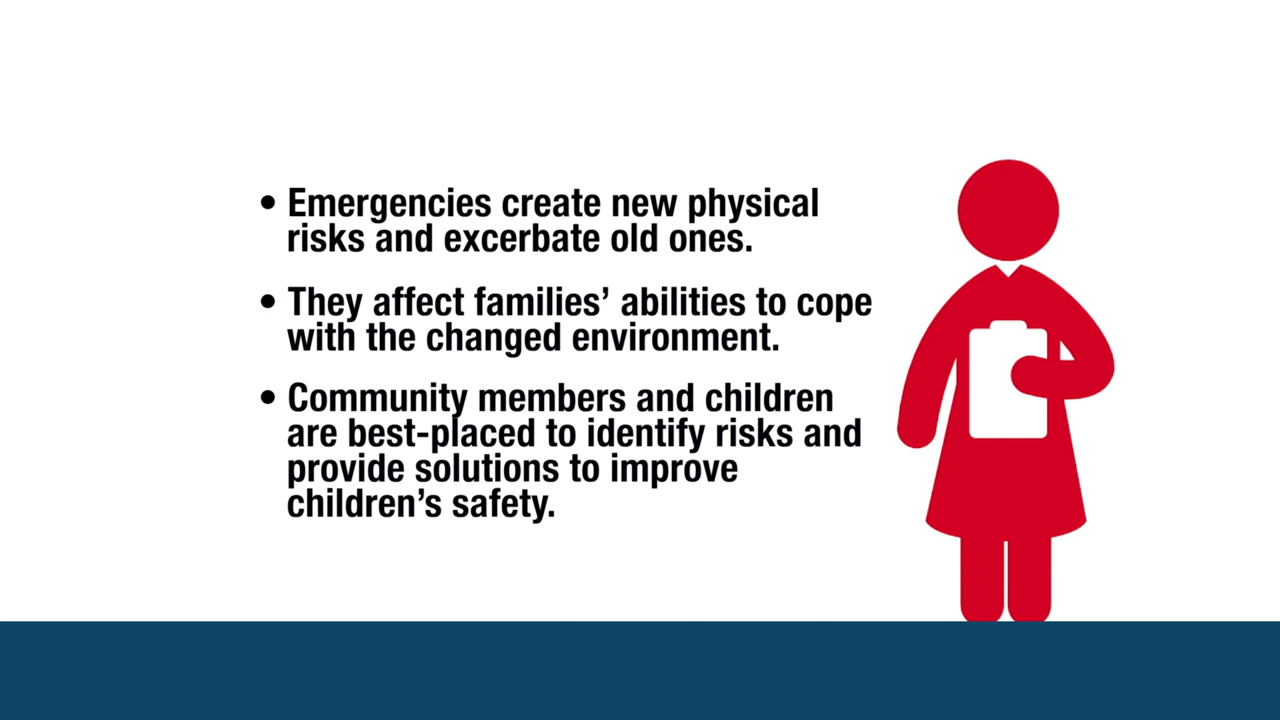 • Emergencies create new physical
risks and excerbate old ones.
• They affect families’ abilities to cope
with the changed environment.
• Community members and children
are best-placed to identify risks and
provide solutions to improve
children’s safety.